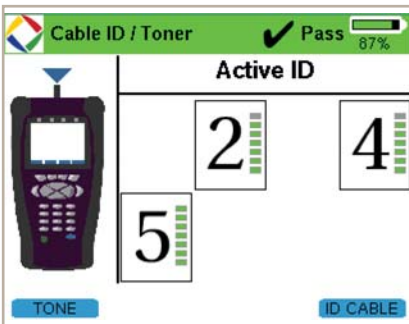 Cable ID / Toner Pass 87%
Active ID
2 4
5
TONE ID CABLE